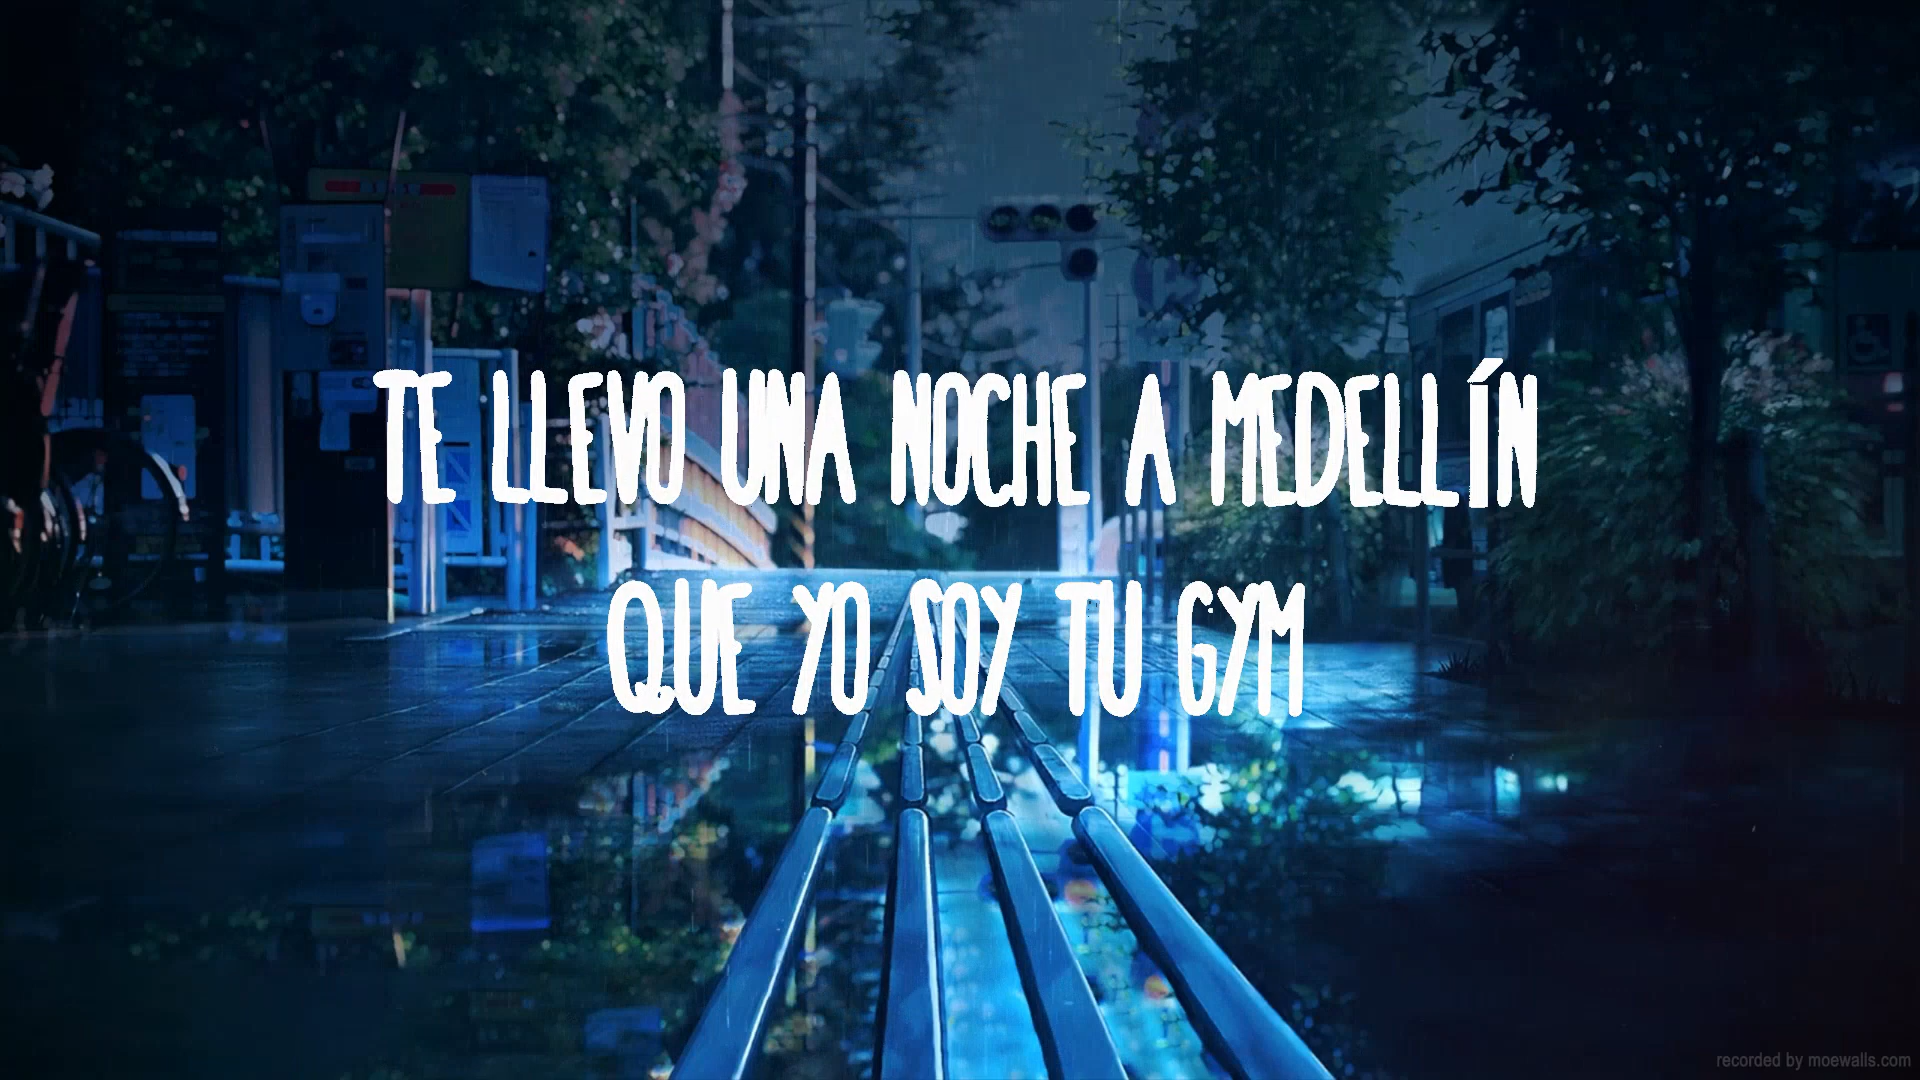 TE LLEVO UNA NOCHE A MEDELLÍN
QUE YO SOY TU GYM
recorded by moewalls.com